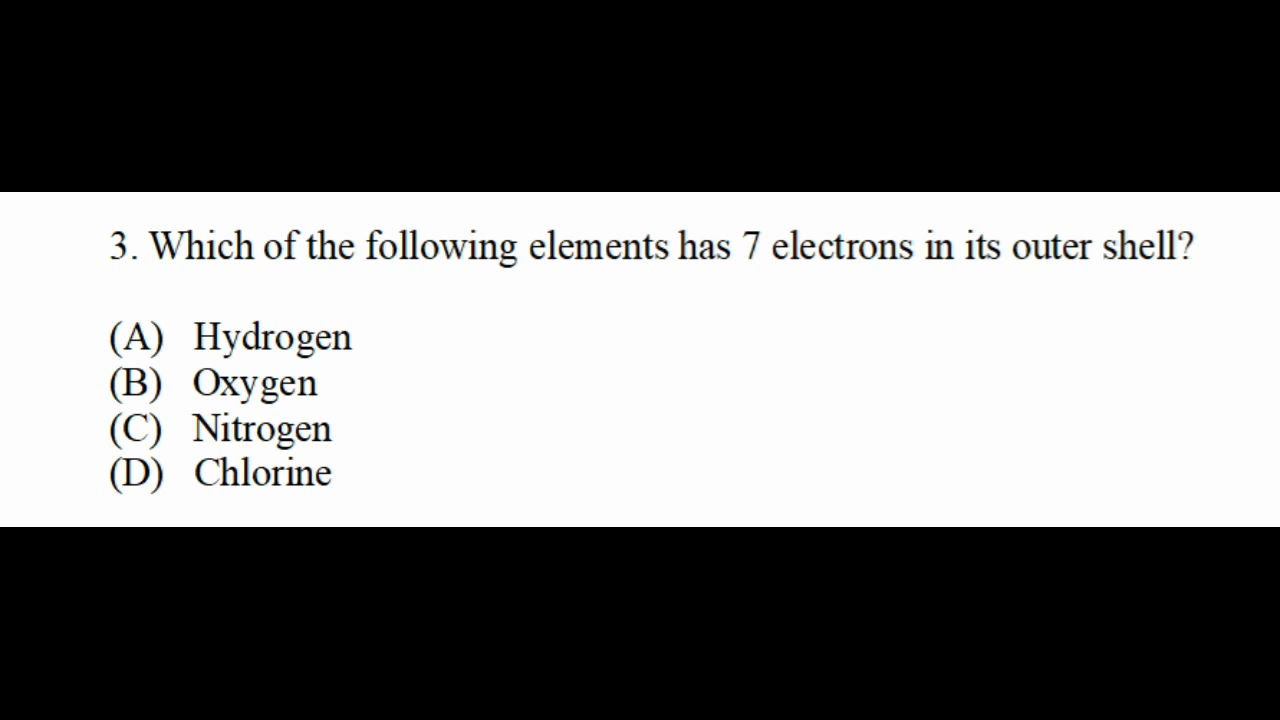 3. Which of the following elements has 7 electrons in its outer shell?
(A) Hydrogen
(B) Oxygen
(C) Nitrogen
(D) Chlorine